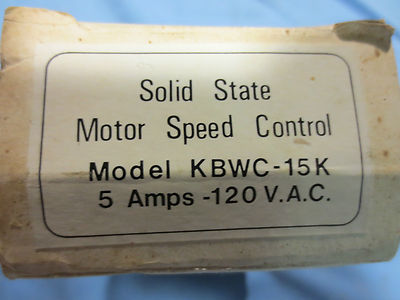 Solid State
Motor Speed Control
Model KBWC-15K
5 Amps -120 V.A.C.